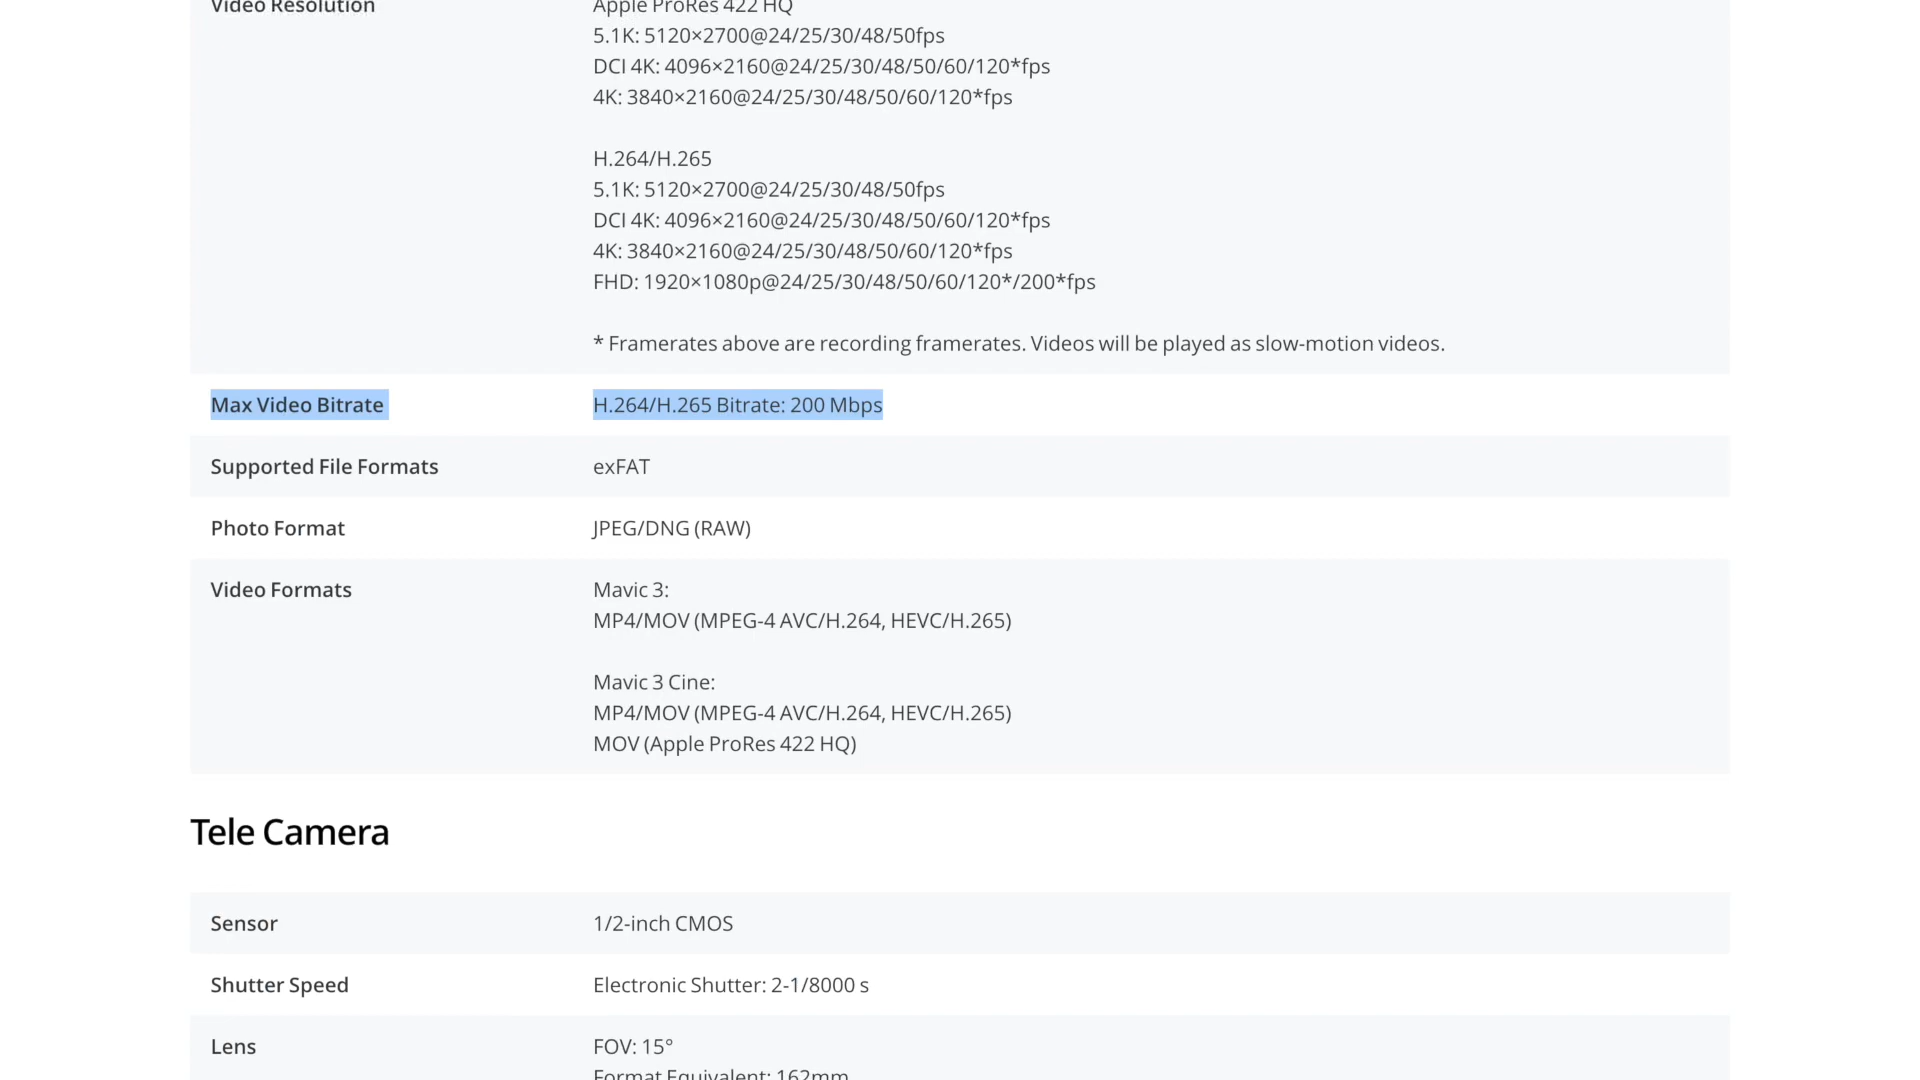 Video Resolution
Apple ProRes 422 HQ
5.1K: 5120×2700@24/25/30/48/50fps
DCI 4K: 4096×2160@24/25/30/48/50/60/120*fps
4K: 3840×2160@24/25/30/48/50/60/120*fps
H.264/H.265
5.1K: 5120×2700@24/25/30/48/50fps
DCI 4K: 4096×2160@24/25/30/48/50/60/120*fps
4K: 3840×2160@24/25/30/48/50/60/120*fps
FHD: 1920×1080p@24/25/30/48/50/60/120*/200*fps
* Framerates above are recording framerates. Videos will be played as slow-motion videos.
Max Video Bitrate
H.264/H.265 Bitrate: 200 Mbps
Supported File Formats
exFAT
Photo Format
JPEG/DNG (RAW)
Video Formats
Mavic 3:
MP4/MOV (MPEG-4 AVC/H.264, HEVC/H.265)
Mavic 3 Cine:
MP4/MOV (MPEG-4 AVC/H.264, HEVC/H.265)
MOV (Apple ProRes 422 HQ)
Tele Camera
Sensor
1/2-inch CMOS
Shutter Speed
Electronic Shutter: 2-1/8000 s
Lens
FOV: 15°
Format Equivalent: 162mm